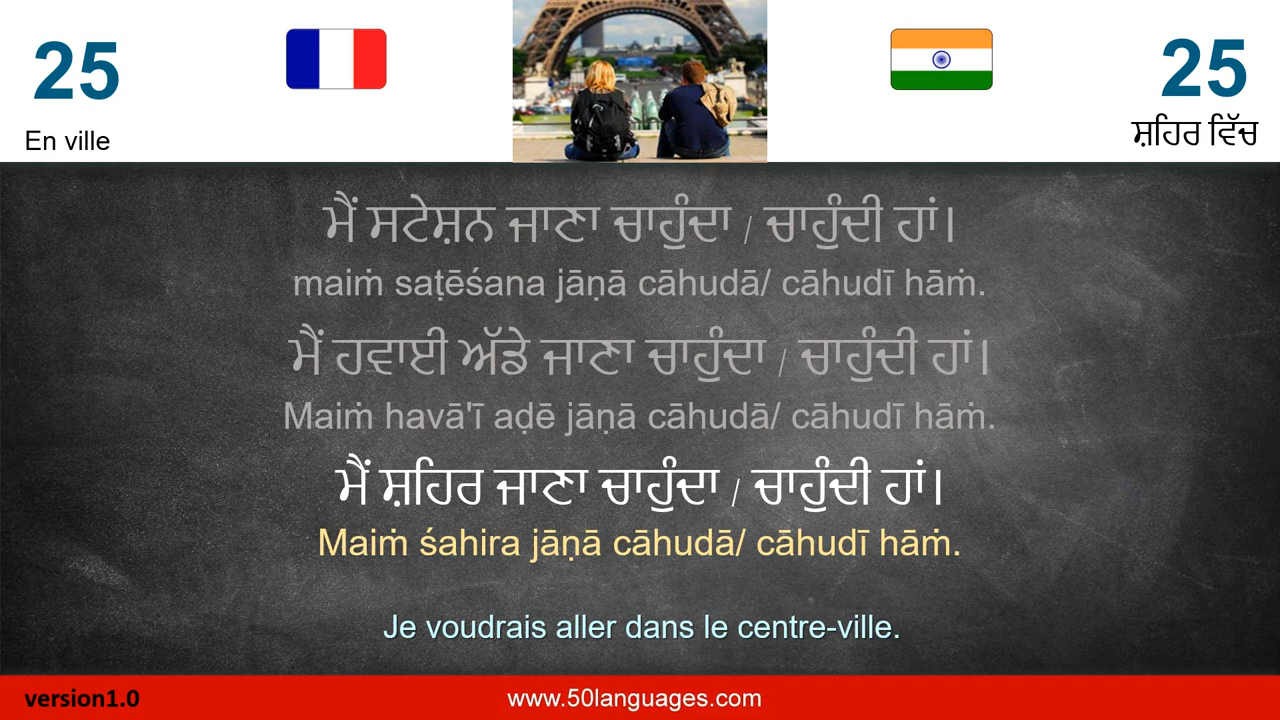 25
En ville
25
ਸ਼ਹਿਰ ਵਿੱਚ
ਮੈਂ ਸਟੇਸ਼ਨ ਜਾਣਾ ਚਾਹੁੰਦਾ / ਚਾਹੁੰਦੀ ਹਾਂ।
maiṁ saṭēśana jāṇā cāhudā/ cāhudī hāṁ.
ਮੈਂ ਹਵਾਈ ਅੱਡੇ ਜਾਣਾ ਚਾਹੁੰਦਾ / ਚਾਹੁੰਦੀ ਹਾਂ।
Maiṁ havā'ī aḍē jāṇā cāhudā/ cāhudī hāṁ.
ਮੈਂ ਸ਼ਹਿਰ ਜਾਣਾ ਚਾਹੁੰਦਾ / ਚਾਹੁੰਦੀ ਹਾਂ।
Maiṁ śahira jāṇā cāhudā/ cāhudī hāṁ.
Je voudrais aller dans le centre-ville.
version1.0
www.50languages.com